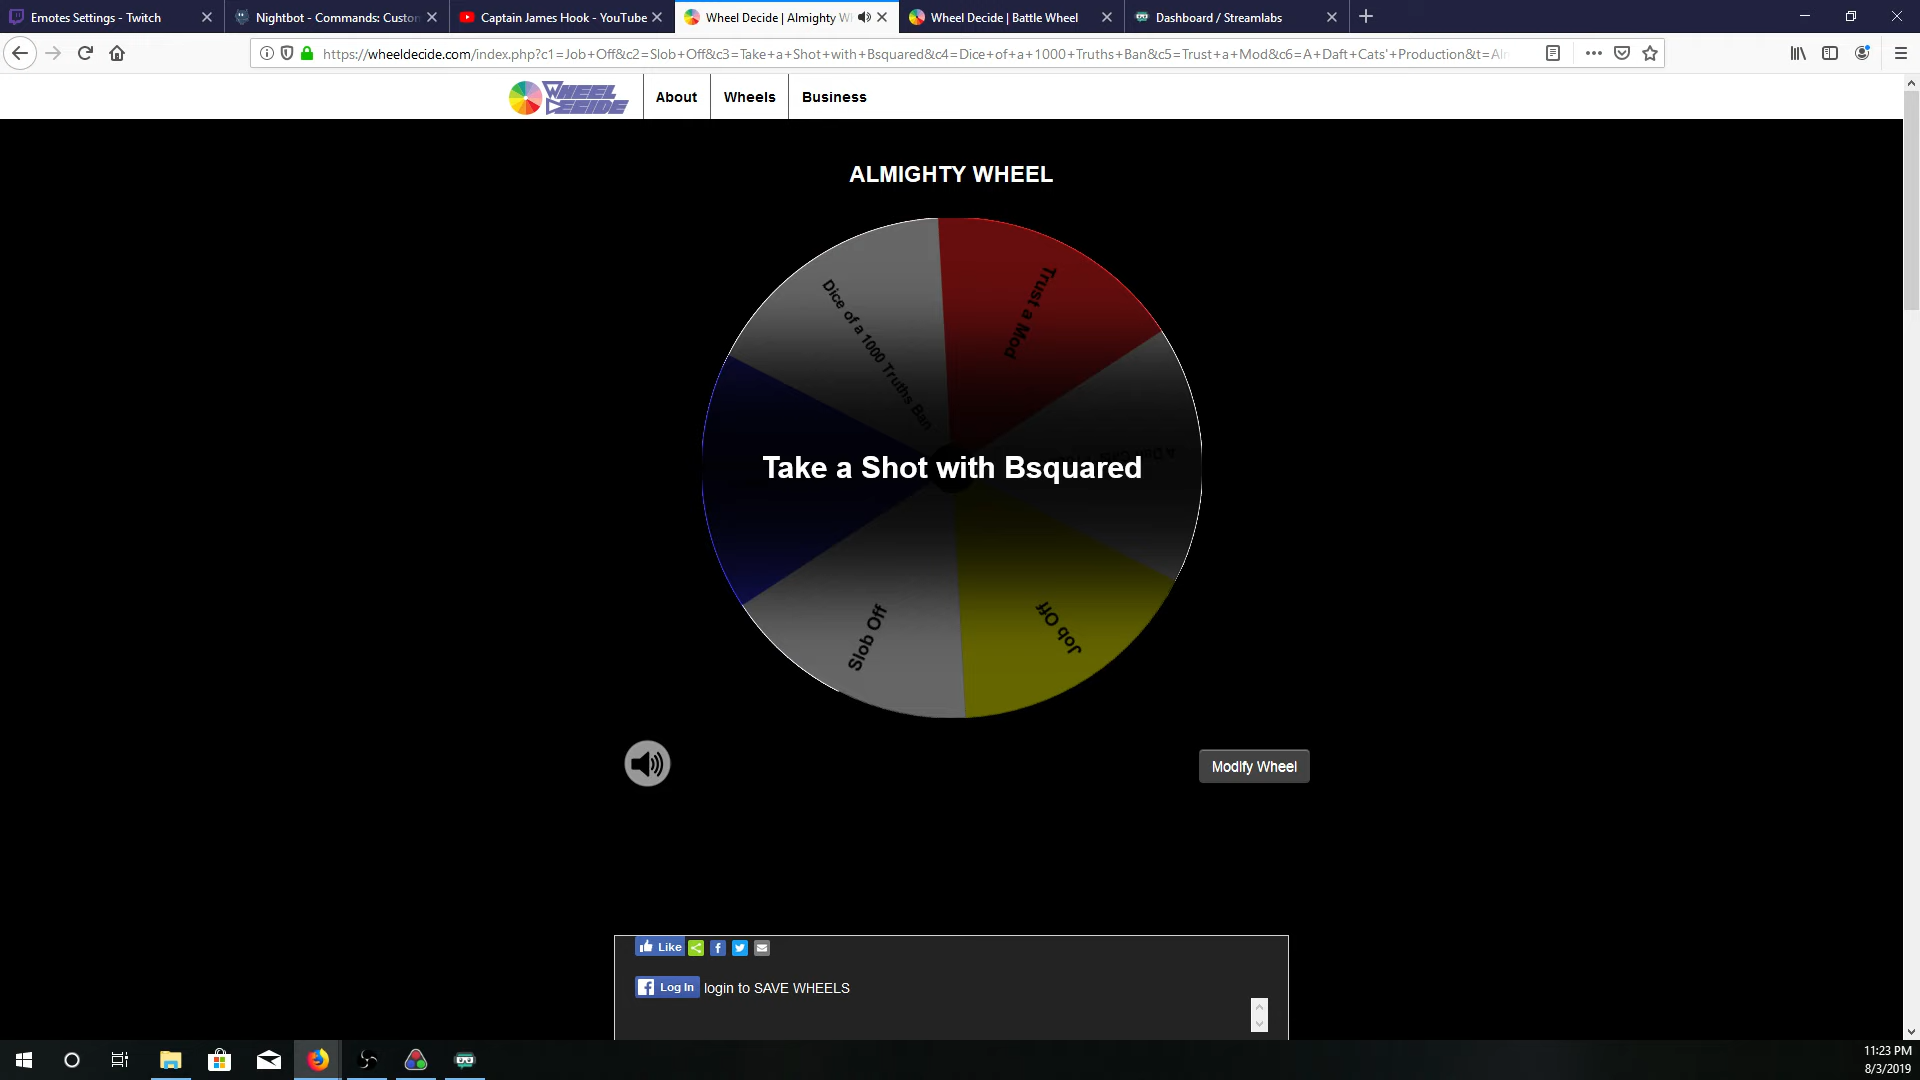 Emotes Settings - Twitch
Nightbot - Commands: Custon
Captain James Hook - YouTube
Wheel Decide | Almighty Wh
Wheel Decide | Battle Wheel
Dashboard / Streamlabs
https://wheeldecide.com/index.php?c1=Job+Off&c2=Slob+Off&c3=Take+a+Shot+with+Bsquared&c4=Dice+of+a+1000+Truths+Ban&c5=Trust+a+Mod&c6=A+Daft+Cats'+Production&t=Al
WHEEL DECIDE
About
Wheels
Business
ALMIGHTY WHEEL
Trust a Mod
Dice of a 1000 Truths Ban
Take a Shot with Bsquared
Slob Off
Job Off
Modify Wheel
Like
Log In login to SAVE WHEELS
11:23 PM
8/3/2019